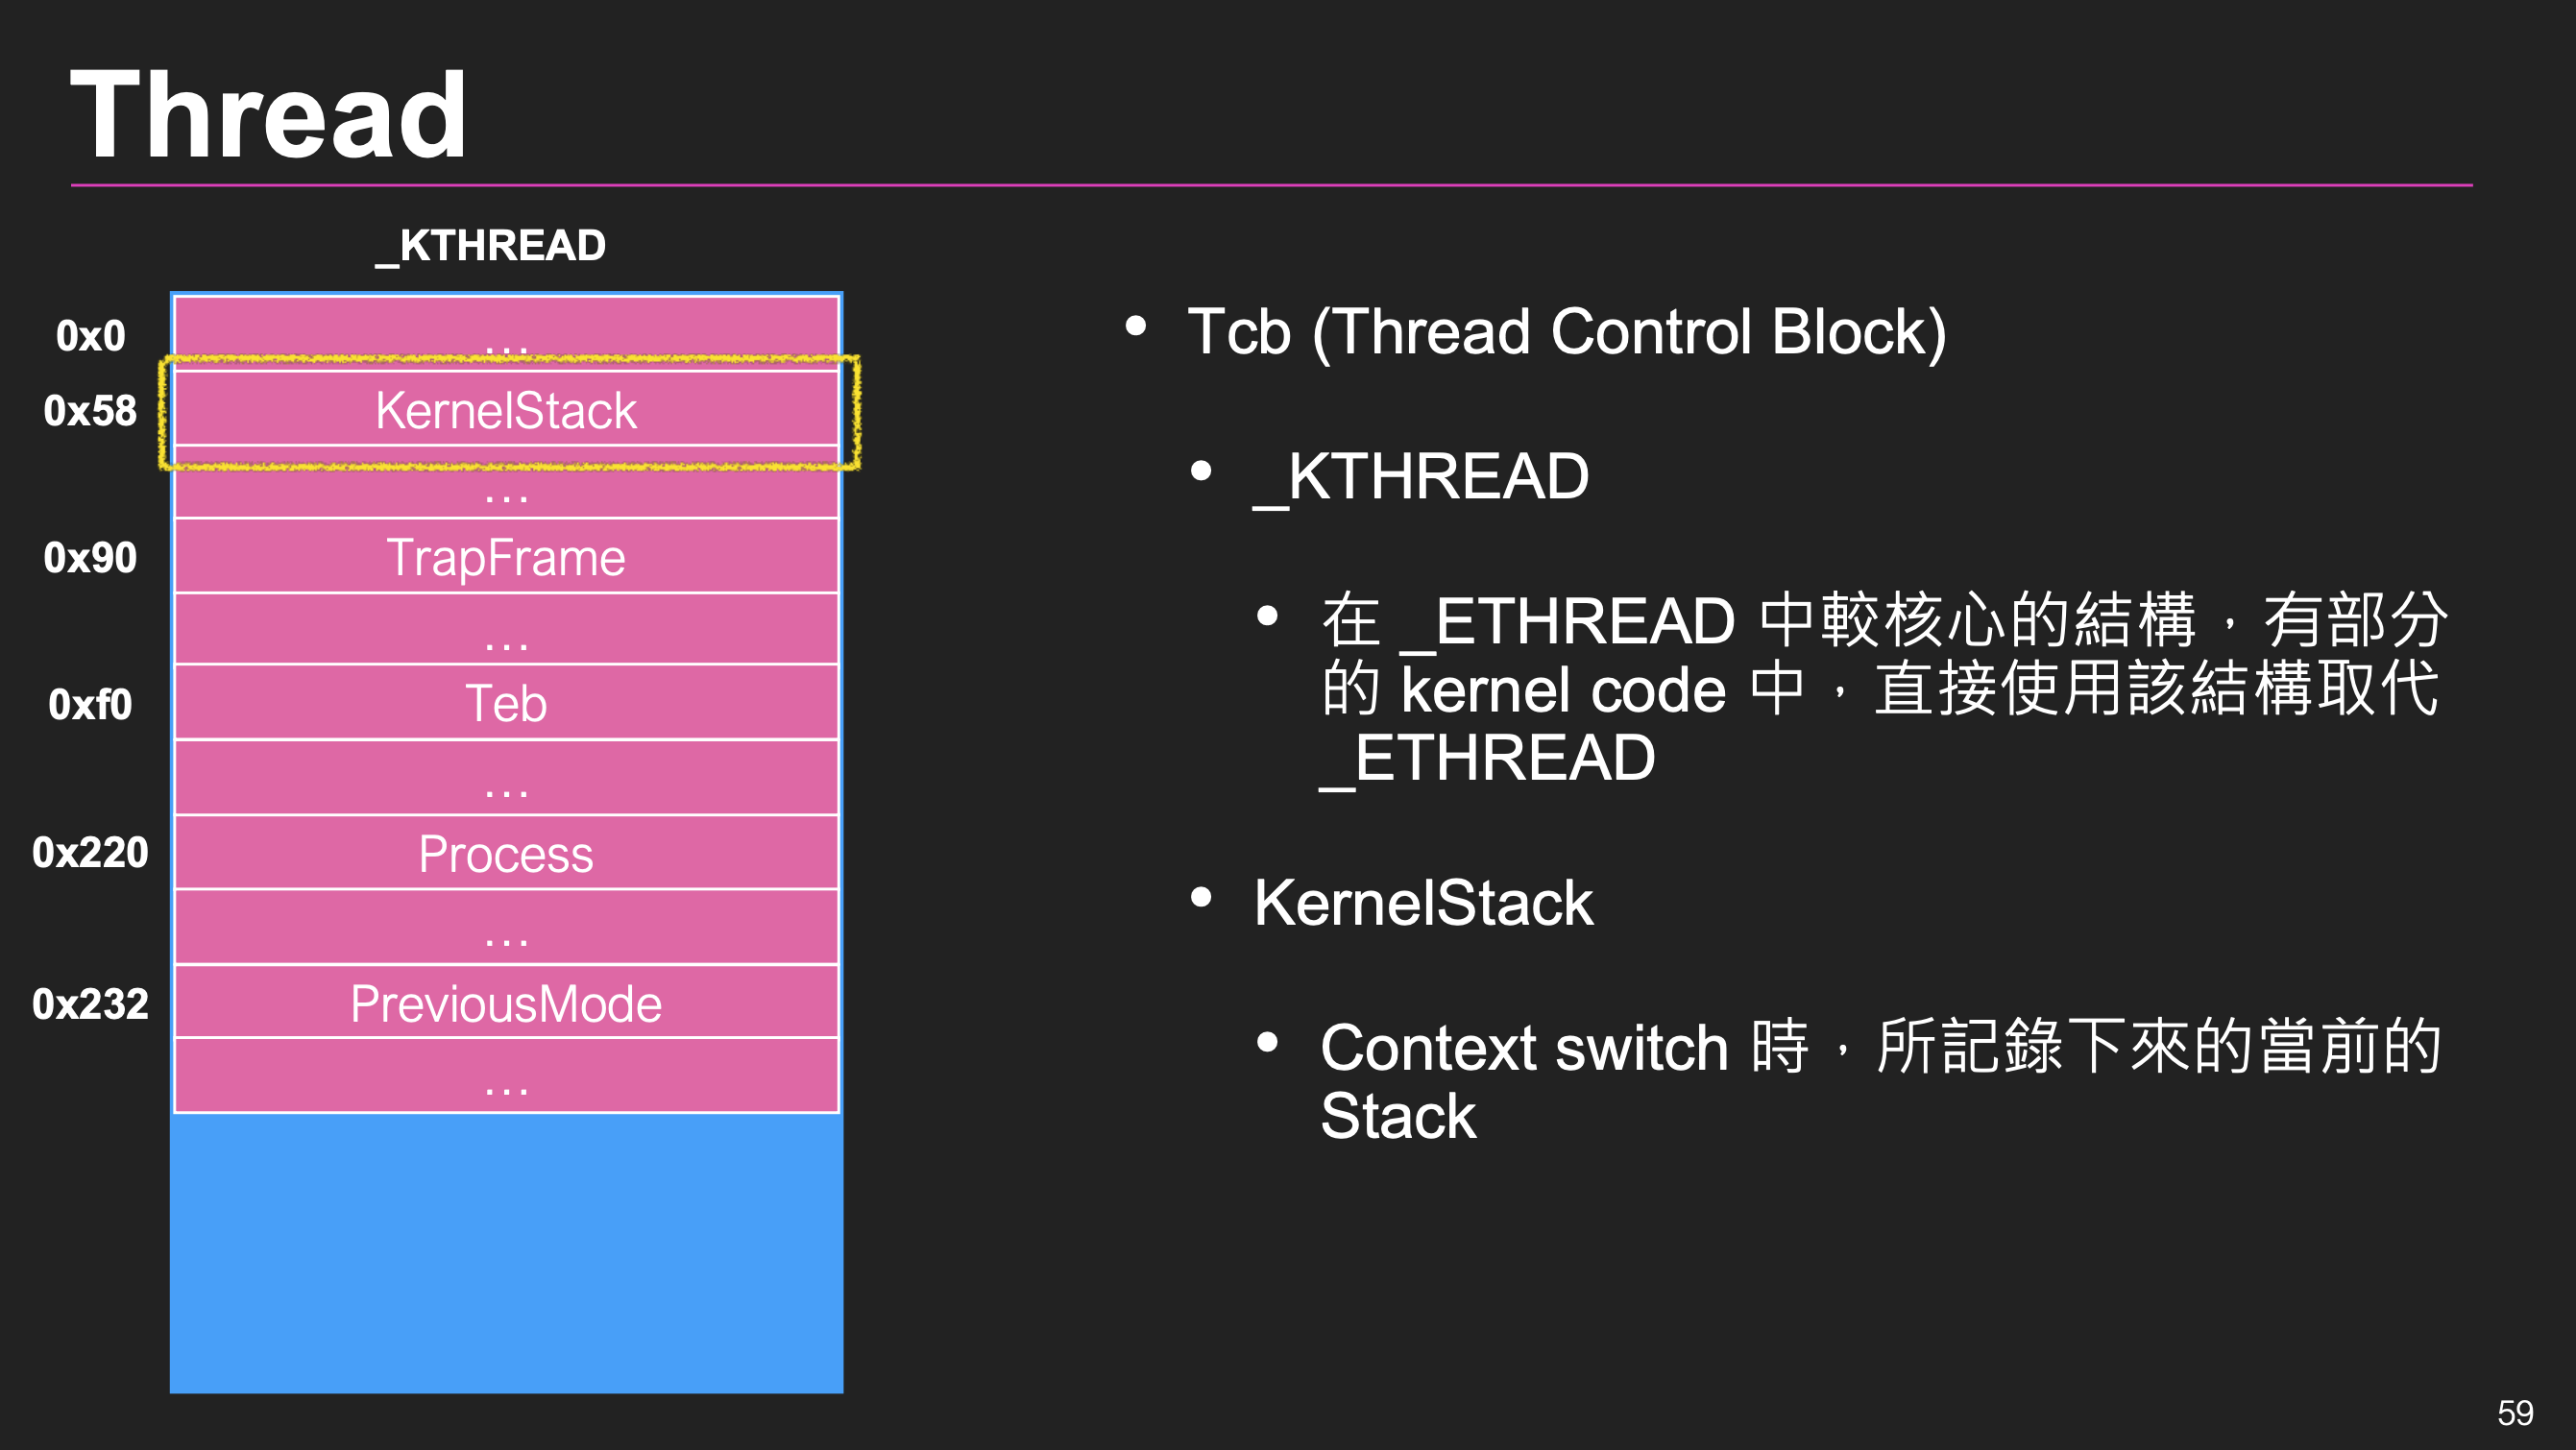 Thread
_KTHREAD
0x0
...
0x58
KernelStack
...
0x90
TrapFrame
...
0xf0
Teb
...
0x220
Process
...
0x232
PreviousMode
...
• Tcb (Thread Control Block)
• _KTHREAD
• 在 _ETHREAD 中較核心的結構，有部分
的 kernel code 中，直接使用該結構取代
_ETHREAD
• KernelStack
• Context switch 時，所記錄下來的當前的
Stack
59